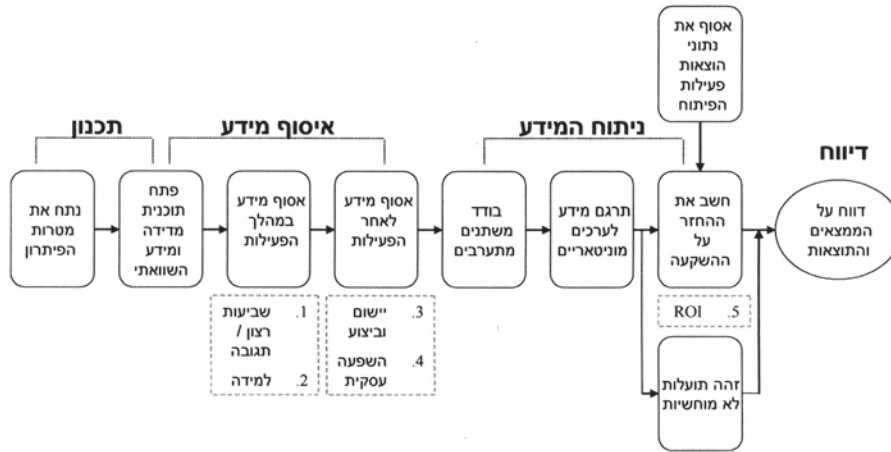 אסוף את
נתוני
הוצאות
פעילות
הפיתוח
תכנון
איסוף מידע
ניתוח המידע
דיווח
נתח את
מטרות
הפיתרון
פתח
תוכנית
מדידה
ומידע
השוואתי
אסוף מידע
במהלך
הפעילות
אסוף מידע
לאחר
הפעילות
בודד
משתנים
מתערבים
תרגם מידע
לערכים
מוניטאריים
חשב את
ההחזר
על
ההשקעה
דווח על
הממצאים
והתוצאות
1. שביעות
רצון /
תגובה
2. למידה
3. יישום
וביצוע
4. השפעה
עסקית
5. ROI
זהה תועלות
לא מוחשיות